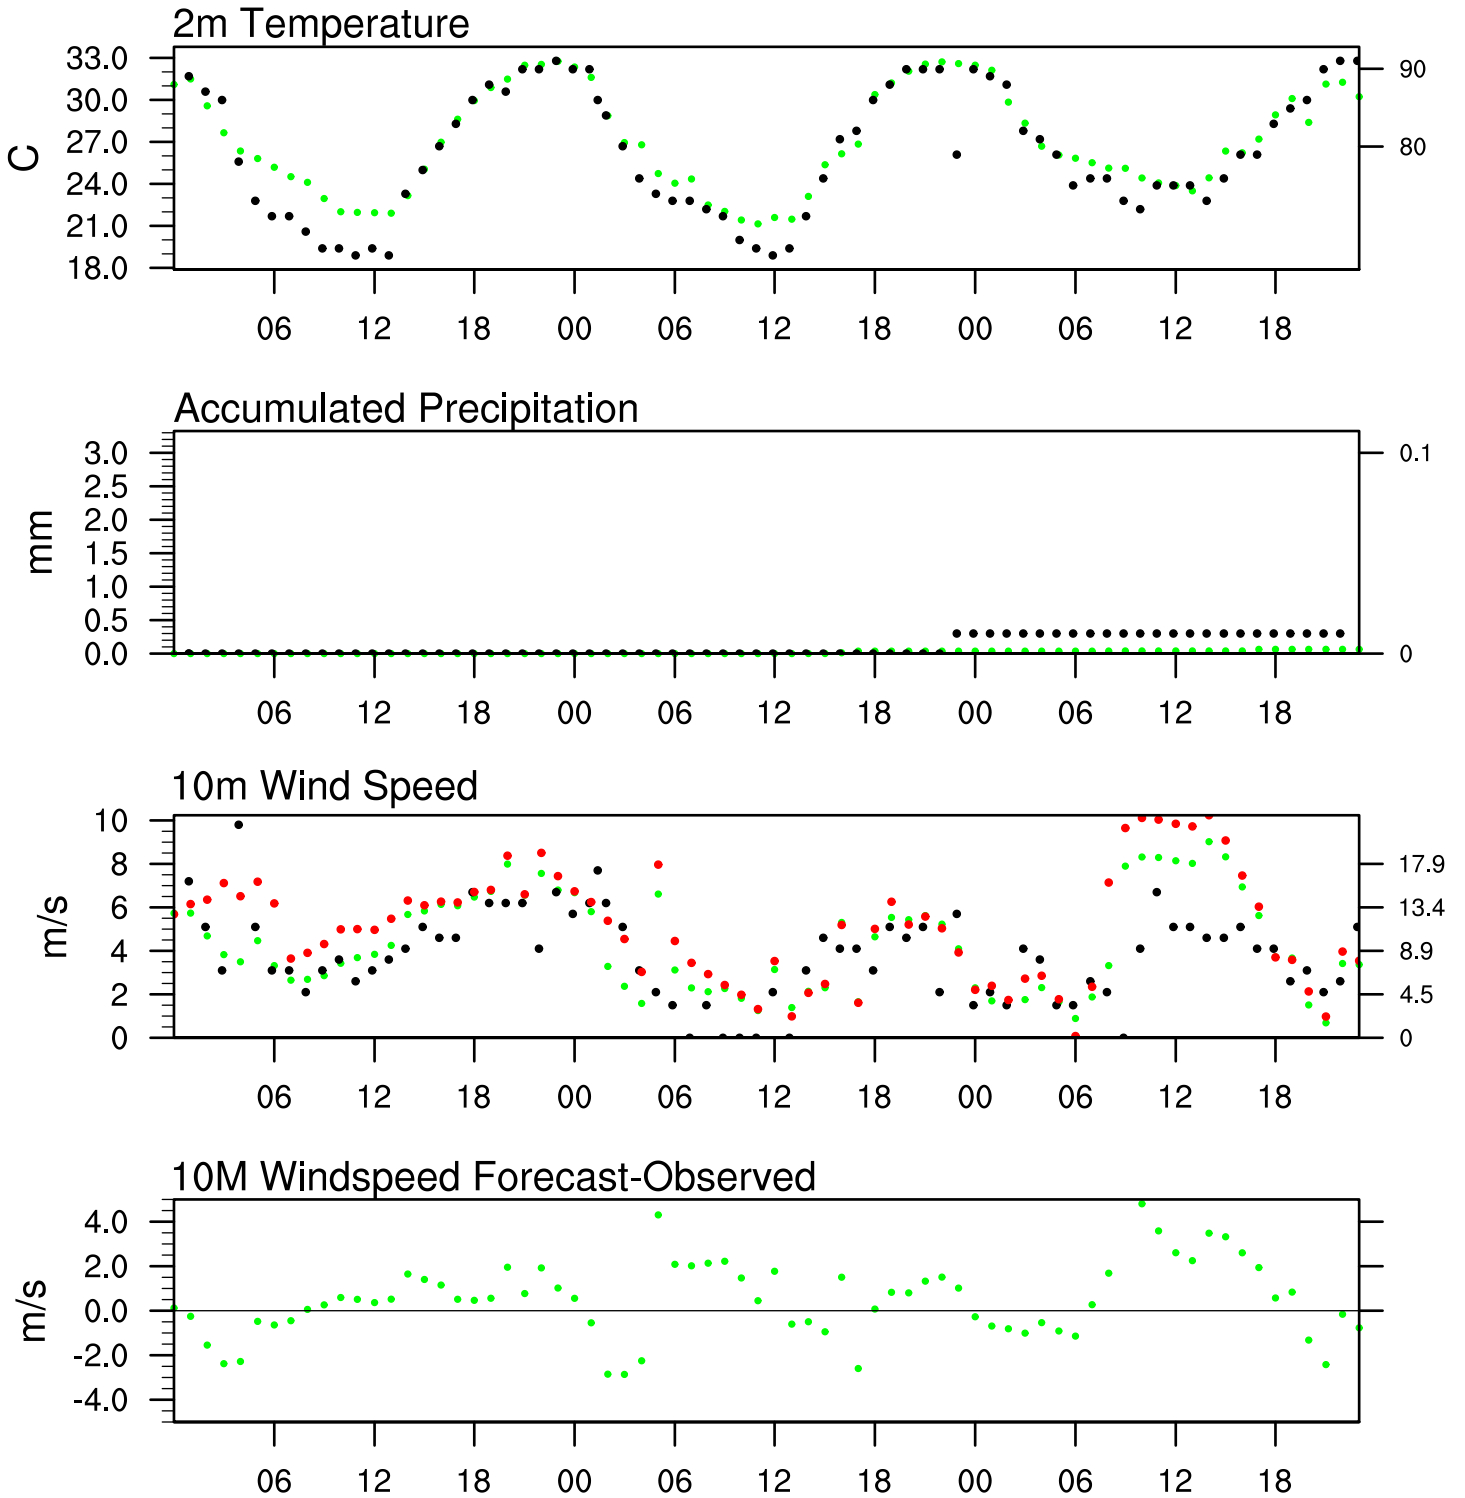 2m Temperature
33.0
30.0
27.0
24.0
21.0
18.0
C
90
80
06 12 18 00 06 12 18 00 06 12 18
Accumulated Precipitation
3.0
2.5
2.0
1.5
1.0
0.5
0.0
mm
0.1
0
06 12 18 00 06 12 18 00 06 12 18
10m Wind Speed
10
8
6
4
2
0
m/s
17.9
13.4
8.9
4.5
0
06 12 18 00 06 12 18 00 06 12 18
10M Windspeed Forecast-Observed
4.0
2.0
0.0
-2.0
-4.0
m/s
06 12 18 00 06 12 18 00 06 12 18